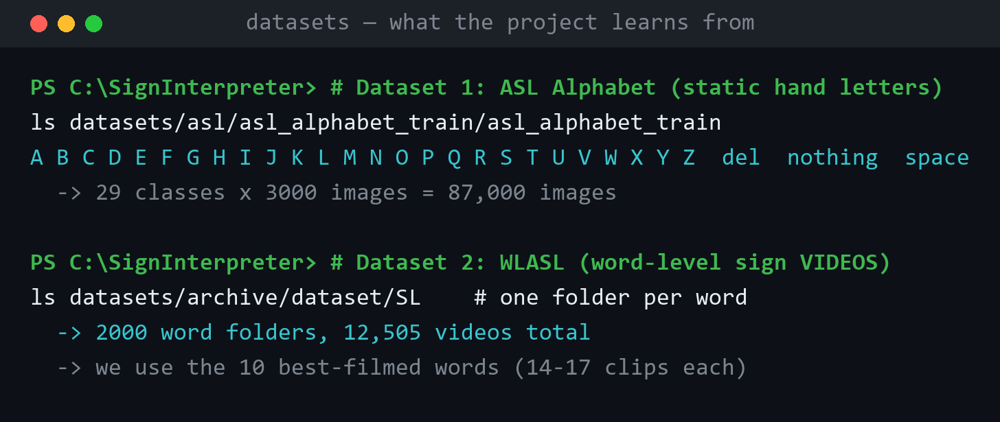 datasets — what the project learns from
PS C:\SignInterpreter> # Dataset 1: ASL Alphabet (static hand letters)
ls datasets/asl/asl_alphabet_train/asl_alphabet_train
A B C D E F G H I J K L M N O P Q R S T U V W X Y Z  del  nothing  space
  -> 29 classes x 3000 images = 87,000 images
PS C:\SignInterpreter> # Dataset 2: WLASL (word-level sign VIDEOS)
ls datasets/archive/dataset/SL    # one folder per word
  -> 2000 word folders, 12,505 videos total
  -> we use the 10 best-filmed words (14-17 clips each)